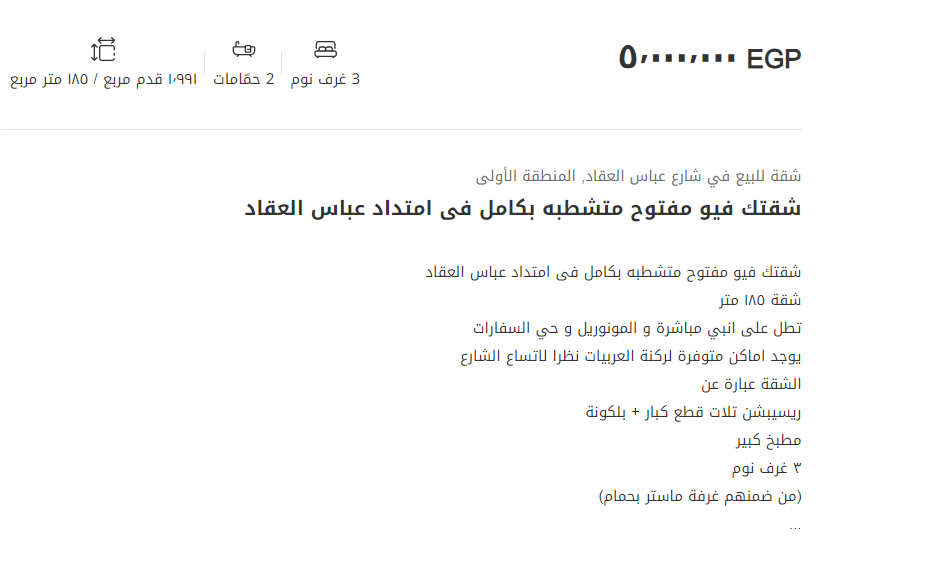 EGP ٥,٠٠٠,٠٠٠
3 غرف نوم
2 حمّامات
١,٩٩١ قدم مربع / ١٨٥ متر مربع
شقة للبيع في شارع عباس العقاد, المنطقة الأولى
شقتك فيو مفتوح متشطبه بكامل فى امتداد عباس العقاد
شقتك فيو مفتوح متشطبه بكامل فى امتداد عباس العقاد
شقة ١٨٥ متر
تطل على انبي مباشرة و المونوريل و حي السفارات
يوجد اماكن متوفرة لركنة العربيات نظرا لاتساع الشارع
الشقة عبارة عن
ريسيبشن تلات قطع كبار + بلكونة
مطبخ كبير
٣ غرف نوم
(من ضمنهم غرفة ماستر بحمام)
...